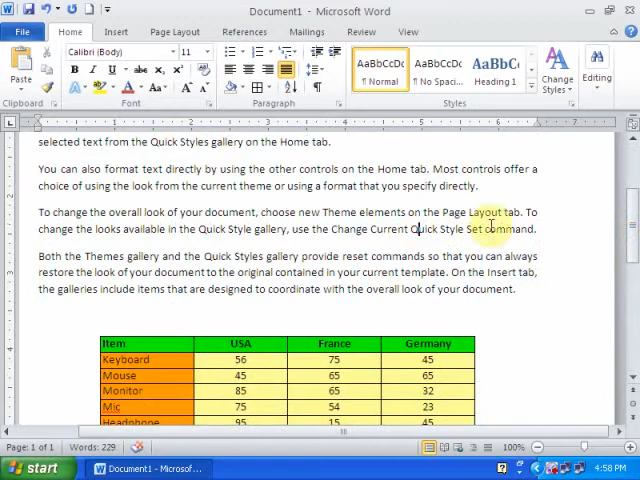 Document1 - Microsoft Word
File Home Insert Page Layout References Mailings Review View
Paste
Clipboard
Calibri (Body) 11
B I U abc x₂ x²
A Aa A A
Font
Paragraph
AaBbCc AaBbCc AaBbC
¶ Normal ¶ No Spaci... Heading 1
Change Styles
Styles
Editing
selected text from the Quick Styles gallery on the Home tab.
You can also format text directly by using the other controls on the Home tab. Most controls offer a
choice of using the look from the current theme or using a format that you specify directly.
To change the overall look of your document, choose new Theme elements on the Page Layout tab. To
change the looks available in the Quick Style gallery, use the Change Current Quick Style Set command.
Both the Themes gallery and the Quick Styles gallery provide reset commands so that you can always
restore the look of your document to the original contained in your current template. On the Insert tab,
the galleries include items that are designed to coordinate with the overall look of your document.
Item USA France Germany
Keyboard 56 75 45
Mouse 45 65 65
Monitor 85 65 32
Mic 75 54 23
Headphone 95 15 45
Page: 1 of 1 Words: 229 100%
start Document1 - Microsof... 4:58 PM